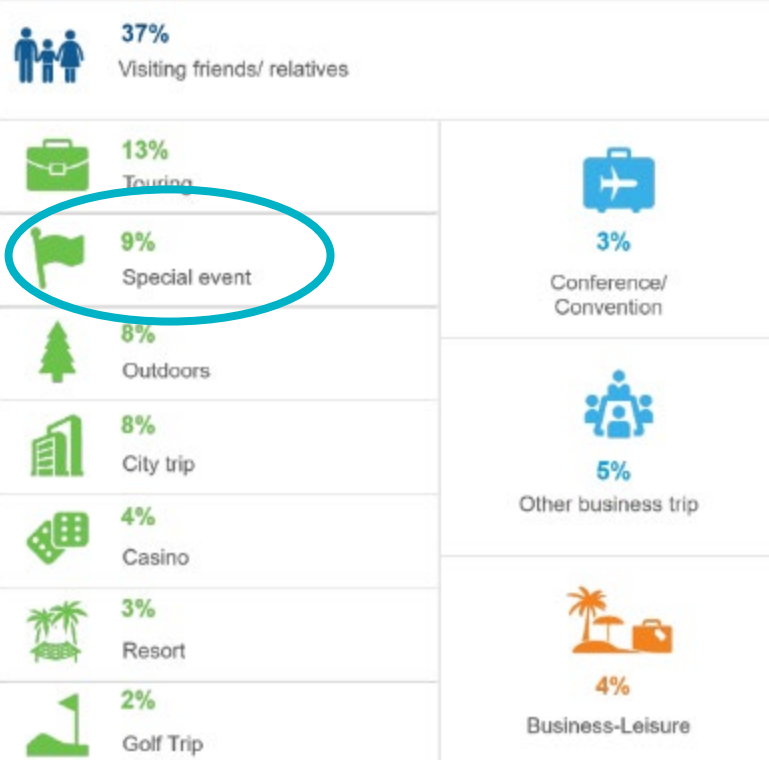 37%
Visiting friends/ relatives
13%
Touring
9%
Special event
8%
Outdoors
8%
City trip
4%
Casino
3%
Resort
2%
Golf Trip
3%
Conference/
Convention
5%
Other business trip
4%
Business-Leisure